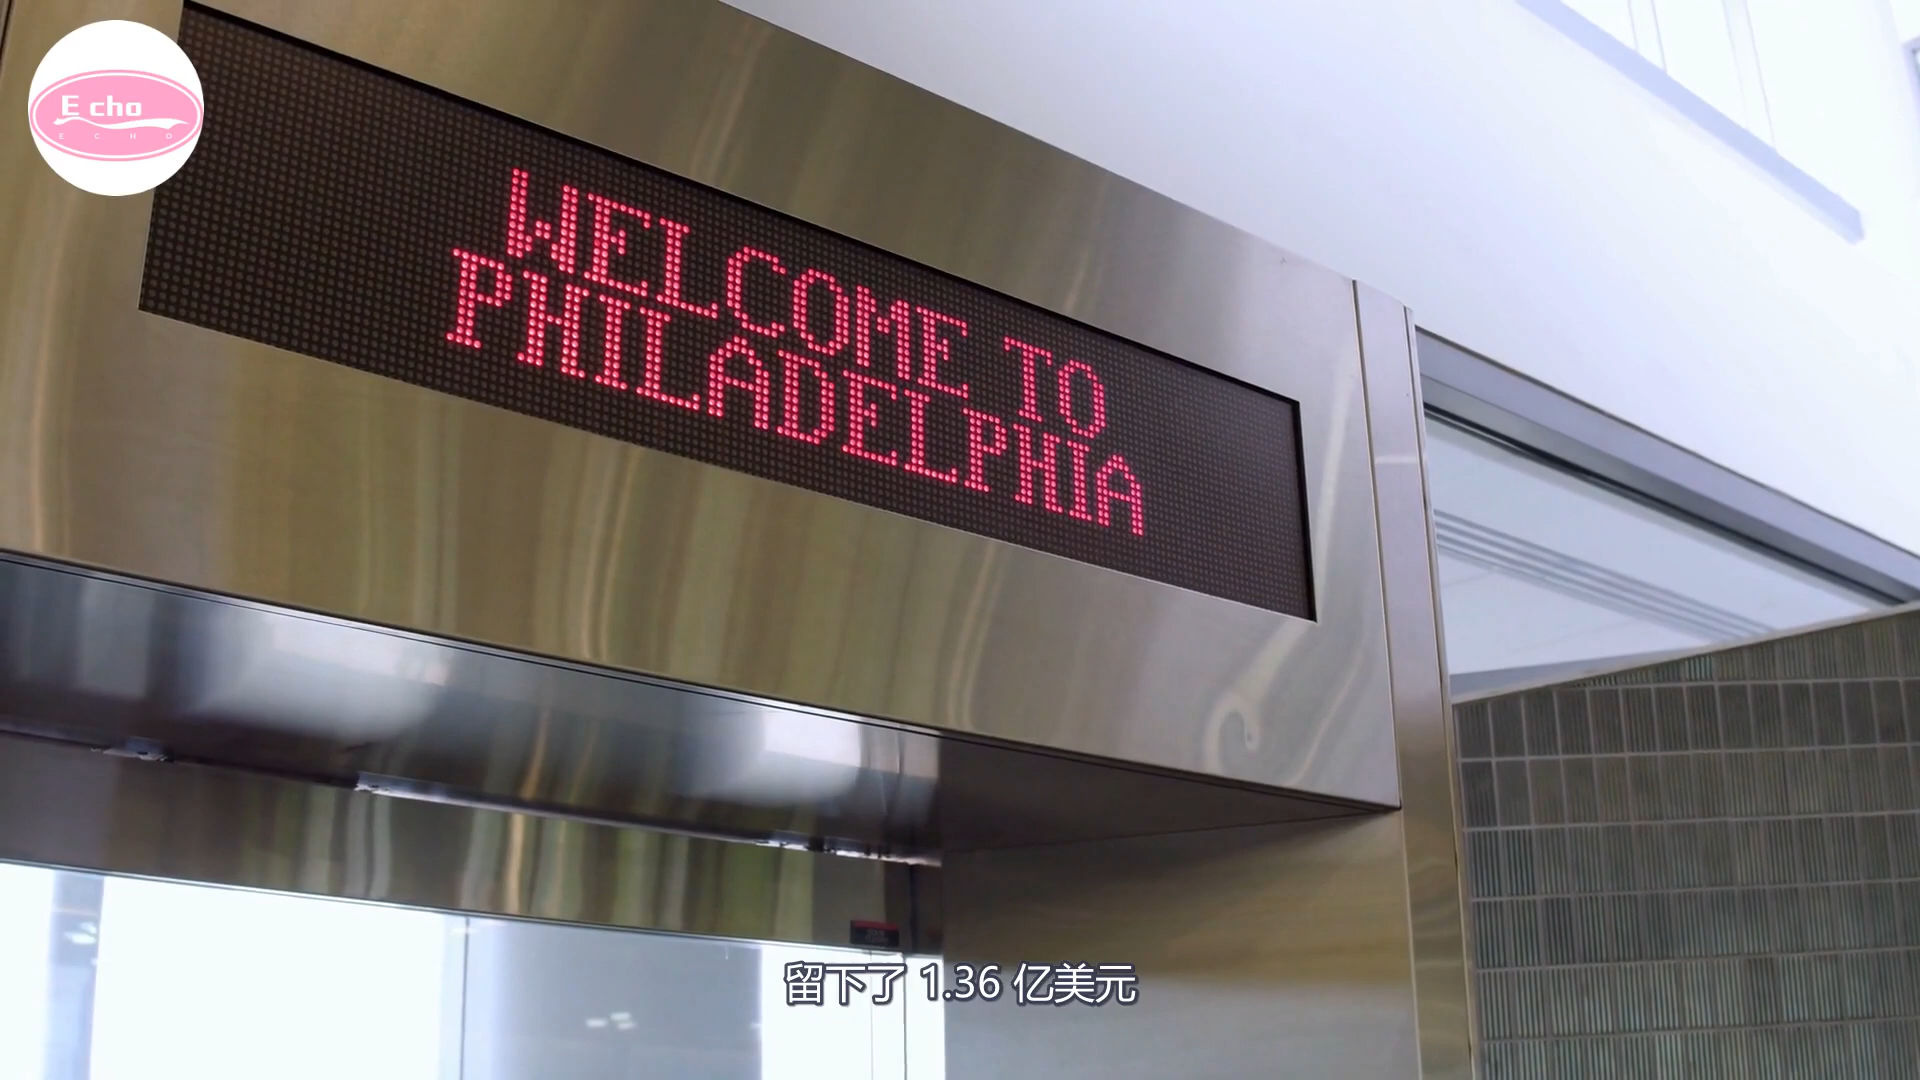 E cho
E C H O
WELCOME TO
PHILADELPHIA
留下了 1.36 亿美元